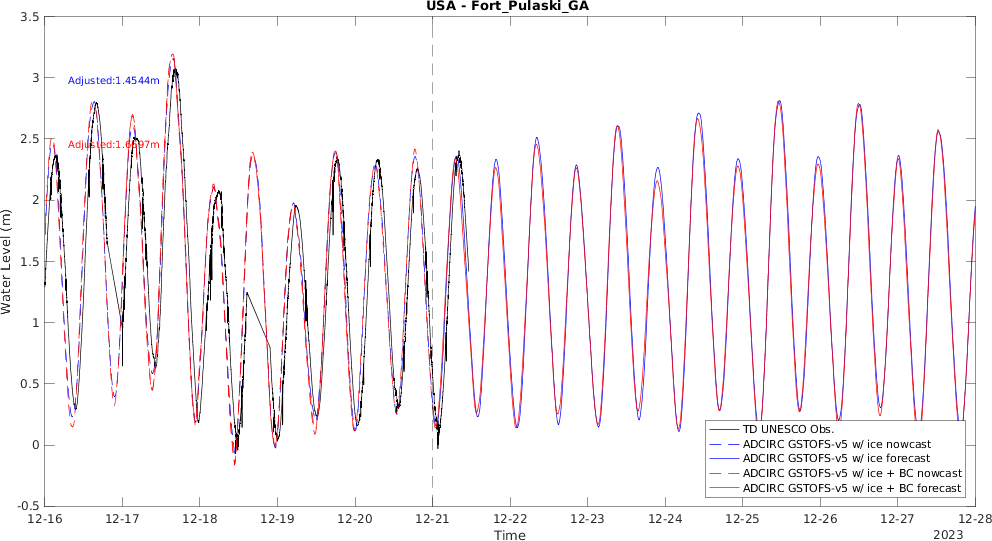 USA - Fort_Pulaski_GA
3.5
3
2.5
2
1.5
1
0.5
0
-0.5
Water Level (m)
Adjusted:1.4544m
TD UNESCO Obs.
ADCIRC GSTOFS-v5 w/ ice nowcast
ADCIRC GSTOFS-v5 w/ ice forecast
ADCIRC GSTOFS-v5 w/ ice + BC nowcast
ADCIRC GSTOFS-v5 w/ ice + BC forecast
12-16 12-17 12-18 12-19 12-20 12-21 12-22 12-23 12-24 12-25 12-26 12-27 12-28
Time
2023